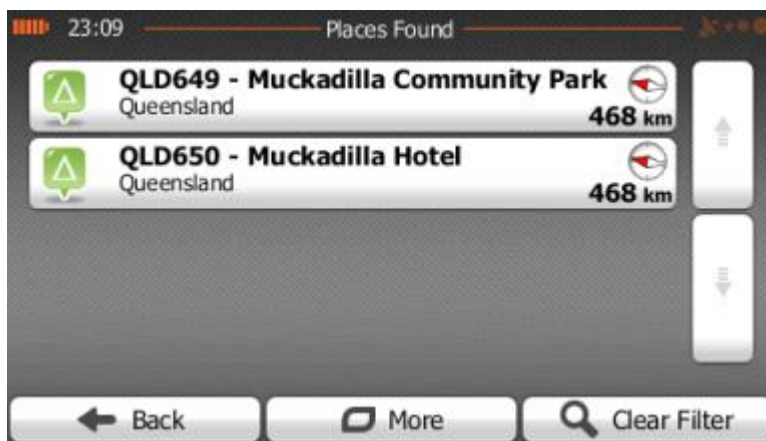 23:09
Places Found
QLD649 - Muckadilla Community Park
Queensland
468 km
QLD650 - Muckadilla Hotel
Queensland
468 km
Back
More
Clear Filter